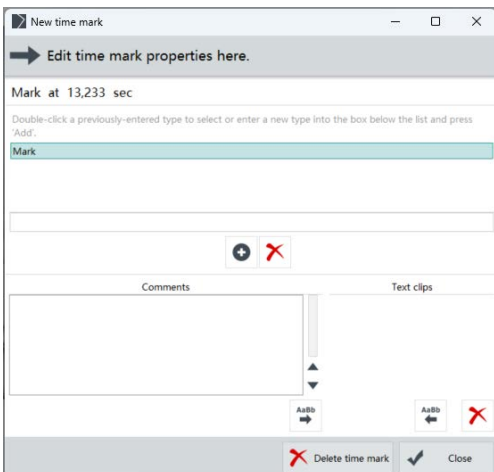 New time mark
Edit time mark properties here.
Mark at 13,233 sec
Double-click a previously-entered type to select or enter a new type into the box below the list and press
'Add'.
Mark
Comments
Text clips
AaBb
AaBb
Delete time mark
Close